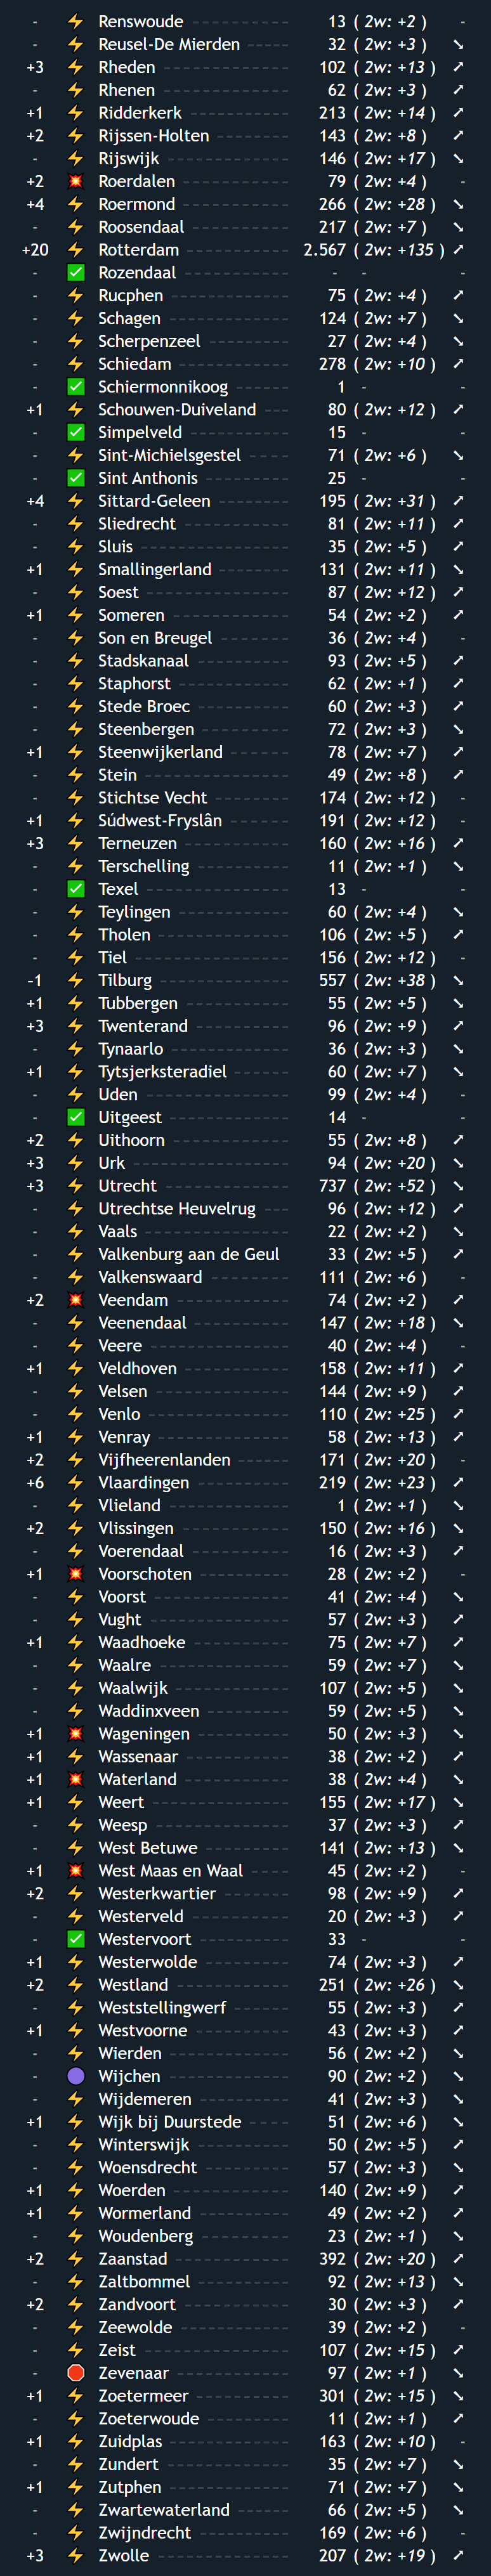 - ⚡ Renswoude ------------ 13 ( 2w: +2 ) -
- ⚡ Reusel-De Mierden ----- 32 ( 2w: +3 ) ➘
+3 ⚡ Rheden -------------- 102 ( 2w: +13 ) ➚
- ⚡ Rhenen -------------- 62 ( 2w: +3 ) ➚
+1 ⚡ Ridderkerk ----------- 213 ( 2w: +14 ) ➚
+2 ⚡ Rijssen-Holten -------- 143 ( 2w: +8 ) ➚
- ⚡ Rijswijk -------------- 146 ( 2w: +17 ) ➘
+2 💥 Roerdalen ------------ 79 ( 2w: +4 ) -
+4 ⚡ Roermond ------------ 266 ( 2w: +28 ) ➘
- ⚡ Roosendaal ----------- 217 ( 2w: +7 ) ➘
+20 ⚡ Rotterdam ----------- 2.567 ( 2w: +135 ) ➚
- ✅ Rozendaal ------------ - - -
- ⚡ Rucphen ------------- 75 ( 2w: +4 ) ➚
- ⚡ Schagen ------------- 124 ( 2w: +7 ) ➘
- ⚡ Scherpenzeel --------- 27 ( 2w: +4 ) ➘
- ⚡ Schiedam ------------ 278 ( 2w: +10 ) ➚
- ✅ Schiermonnikoog ------ 1 - -
+1 ⚡ Schouwen-Duiveland --- 80 ( 2w: +12 ) ➚
- ✅ Simpelveld ----------- 15 - -
- ⚡ Sint-Michielsgestel ---- 71 ( 2w: +6 ) ➘
- ✅ Sint Anthonis --------- 25 - -
+4 ⚡ Sittard-Geleen -------- 195 ( 2w: +31 ) ➚
- ⚡ Sliedrecht ------------ 81 ( 2w: +11 ) ➚
- ⚡ Sluis ---------------- 35 ( 2w: +5 ) ➚
+1 ⚡ Smallingerland -------- 131 ( 2w: +11 ) ➘
- ⚡ Soest --------------- 87 ( 2w: +12 ) ➚
+1 ⚡ Someren ------------- 54 ( 2w: +2 ) ➚
- ⚡ Son en Breugel -------- 36 ( 2w: +4 ) -
- ⚡ Stadskanaal ---------- 93 ( 2w: +5 ) ➚
- ⚡ Staphorst ------------ 62 ( 2w: +1 ) ➚
- ⚡ Stede Broec ---------- 60 ( 2w: +3 ) ➚
- ⚡ Steenbergen ---------- 72 ( 2w: +3 ) ➘
+1 ⚡ Steenwijkerland ------- 78 ( 2w: +7 ) ➚
- ⚡ Stein ---------------- 49 ( 2w: +8 ) ➚
- ⚡ Stichtse Vecht -------- 174 ( 2w: +12 ) -
+1 ⚡ Súdwest-Fryslân ------- 191 ( 2w: +12 ) -
+3 ⚡ Terneuzen ------------ 160 ( 2w: +16 ) ➚
- ⚡ Terschelling ---------- 11 ( 2w: +1 ) ➘
- ✅ Texel --------------- 13 - -
- ⚡ Teylingen ------------ 60 ( 2w: +4 ) ➘
- ⚡ Tholen -------------- 106 ( 2w: +5 ) ➚
- ⚡ Tiel ----------------- 156 ( 2w: +12 ) -
-1 ⚡ Tilburg -------------- 557 ( 2w: +38 ) ➘
+1 ⚡ Tubbergen ------------ 55 ( 2w: +5 ) ➘
+3 ⚡ Twenterand ----------- 96 ( 2w: +9 ) ➚
- ⚡ Tynaarlo ------------- 36 ( 2w: +3 ) ➘
+1 ⚡ Tytsjerksteradiel ------ 60 ( 2w: +7 ) ➘
- ⚡ Uden --------------- 99 ( 2w: +4 ) -
- ✅ Uitgeest ------------- 14 - -
+2 ⚡ Uithoorn ------------- 55 ( 2w: +8 ) ➚
+3 ⚡ Urk ----------------- 94 ( 2w: +20 ) ➘
+3 ⚡ Utrecht -------------- 737 ( 2w: +52 ) ➘
- ⚡ Utrechtse Heuvelrug --- 96 ( 2w: +12 ) ➚
- ⚡ Vaals ---------------- 22 ( 2w: +2 ) ➘
- ⚡ Valkenburg aan de Geul 33 ( 2w: +5 ) ➚
- ⚡ Valkenswaard --------- 111 ( 2w: +6 ) -
+2 💥 Veendam ------------- 74 ( 2w: +2 ) ➚
- ⚡ Veenendaal ----------- 147 ( 2w: +18 ) ➘
- ⚡ Veere --------------- 40 ( 2w: +4 ) -
+1 ⚡ Veldhoven ------------ 158 ( 2w: +11 ) ➚
- ⚡ Velsen --------------- 144 ( 2w: +9 ) ➚
- ⚡ Venlo --------------- 110 ( 2w: +25 ) ➚
+1 ⚡ Venray -------------- 58 ( 2w: +13 ) ➚
+2 ⚡ Vijfheerenlanden ------ 171 ( 2w: +20 ) -
+6 ⚡ Vlaardingen ----------- 219 ( 2w: +23 ) ➚
- ⚡ Vlieland -------------- 1 ( 2w: +1 ) ➘
+2 ⚡ Vlissingen ------------ 150 ( 2w: +16 ) ➘
- ⚡ Voerendaal ----------- 16 ( 2w: +3 ) ➚
+1 💥 Voorschoten ---------- 28 ( 2w: +2 ) -
- ⚡ Voorst --------------- 41 ( 2w: +4 ) ➘
- ⚡ Vught --------------- 57 ( 2w: +3 ) ➚
+1 ⚡ Waadhoeke ----------- 75 ( 2w: +7 ) ➚
- ⚡ Waalre --------------- 59 ( 2w: +7 ) ➘
- ⚡ Waalwijk ------------- 107 ( 2w: +5 ) ➘
- ⚡ Waddinxveen --------- 59 ( 2w: +5 ) ➘
+1 💥 Wageningen ----------- 50 ( 2w: +3 ) ➘
+1 ⚡ Wassenaar ------------ 38 ( 2w: +2 ) ➚
+1 💥 Waterland ------------ 38 ( 2w: +4 ) ➘
+1 ⚡ Weert --------------- 155 ( 2w: +17 ) ➘
- ⚡ Weesp --------------- 37 ( 2w: +3 ) ➚
- ⚡ West Betuwe --------- 141 ( 2w: +13 ) ➘
+1 💥 West Maas en Waal ---- 45 ( 2w: +2 ) -
+2 ⚡ Westerkwartier -------- 98 ( 2w: +9 ) ➚
- ⚡ Westerveld ----------- 20 ( 2w: +3 ) ➚
- ✅ Westervoort ---------- 33 - -
+1 ⚡ Westerwolde ---------- 74 ( 2w: +3 ) ➚
+2 ⚡ Westland ------------- 251 ( 2w: +26 ) ➘
- ⚡ Weststellingwerf ------- 55 ( 2w: +3 ) ➚
+1 ⚡ Westvoorne ----------- 43 ( 2w: +3 ) ➚
- ⚡ Wierden ------------- 56 ( 2w: +2 ) ➘
- 🟣 Wijchen -------------- 90 ( 2w: +2 ) ➘
- ⚡ Wijdemeren ----------- 41 ( 2w: +3 ) ➘
+1 ⚡ Wijk bij Duurstede ----- 51 ( 2w: +6 ) ➘
- ⚡ Winterswijk ----------- 50 ( 2w: +5 ) ➚
- ⚡ Woensdrecht ---------- 57 ( 2w: +3 ) ➘
+1 ⚡ Woerden ------------- 140 ( 2w: +9 ) ➚
+1 ⚡ Wormerland ---------- 49 ( 2w: +2 ) ➚
- ⚡ Woudenberg ---------- 23 ( 2w: +1 ) ➘
+2 ⚡ Zaanstad ------------- 392 ( 2w: +20 ) ➚
- ⚡ Zaltbommel ---------- 92 ( 2w: +13 ) ➘
+2 ⚡ Zandvoort ------------ 30 ( 2w: +3 ) ➚
- ⚡ Zeewolde ------------ 39 ( 2w: +2 ) -
- ⚡ Zeist ---------------- 107 ( 2w: +15 ) ➚
- 🛑 Zevenaar ------------ 97 ( 2w: +1 ) ➘
+1 ⚡ Zoetermeer ----------- 301 ( 2w: +15 ) ➘
- ⚡ Zoeterwoude ---------- 11 ( 2w: +1 ) ➚
+1 ⚡ Zuidplas ------------- 163 ( 2w: +10 ) -
- ⚡ Zundert ------------- 35 ( 2w: +7 ) ➘
+1 ⚡ Zutphen ------------- 71 ( 2w: +7 ) ➘
- ⚡ Zwartewaterland ------ 66 ( 2w: +5 ) ➘
- ⚡ Zwijndrecht ---------- 169 ( 2w: +6 ) -
+3 ⚡ Zwolle -------------- 207 ( 2w: +19 ) ➚